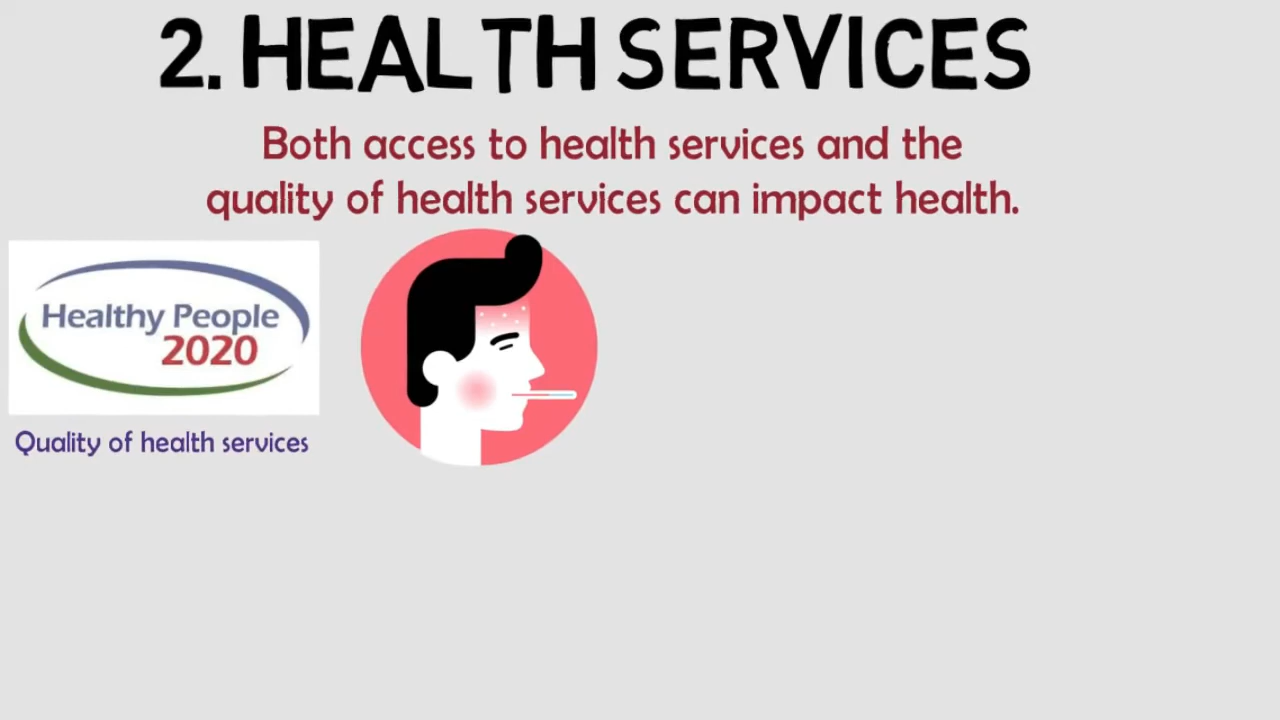 2. HEALTH SERVICES
Both access to health services and the
quality of health services can impact health.
Healthy People
2020
Quality of health services